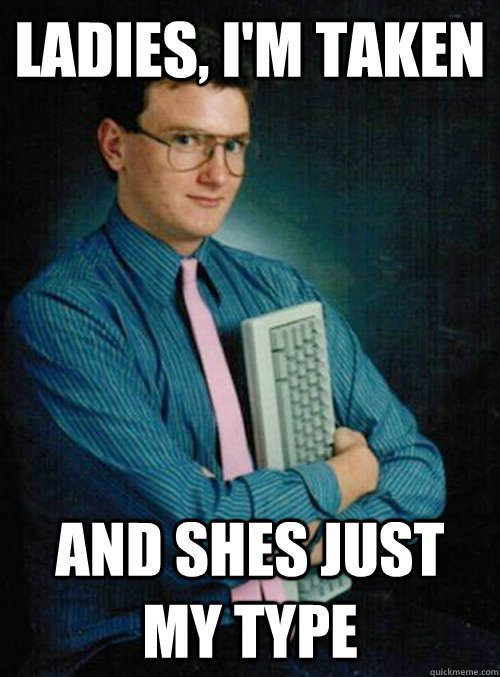 LADIES, I'M TAKEN
AND SHES JUST
MY TYPE
quickmeme.com